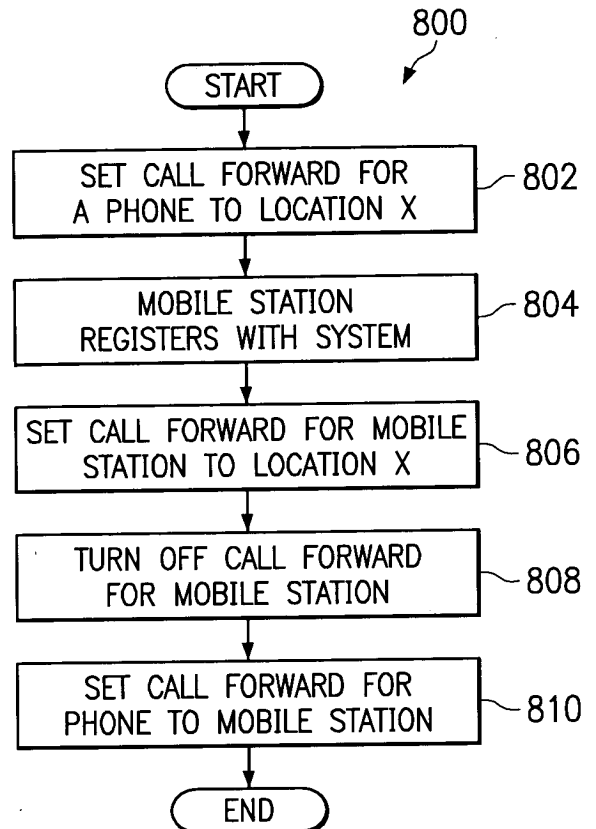 800
START
SET CALL FORWARD FOR
A PHONE TO LOCATION X
802
MOBILE STATION
REGISTERS WITH SYSTEM
804
SET CALL FORWARD FOR MOBILE
STATION TO LOCATION X
806
TURN OFF CALL FORWARD
FOR MOBILE STATION
808
SET CALL FORWARD FOR
PHONE TO MOBILE STATION
810
END